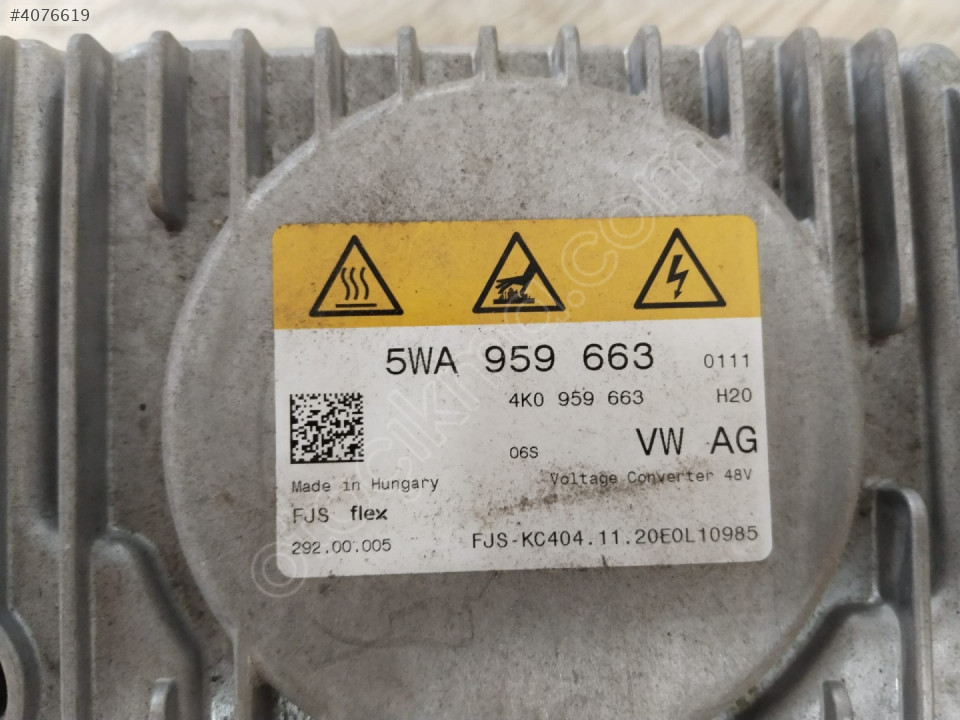 #4076619
5WA 959 663 0111
4K0 959 663 H20
06S VW AG
Made in Hungary Voltage Converter 48V
FJS flex
292.00.005 FJS-KC404.11.20E0L10985